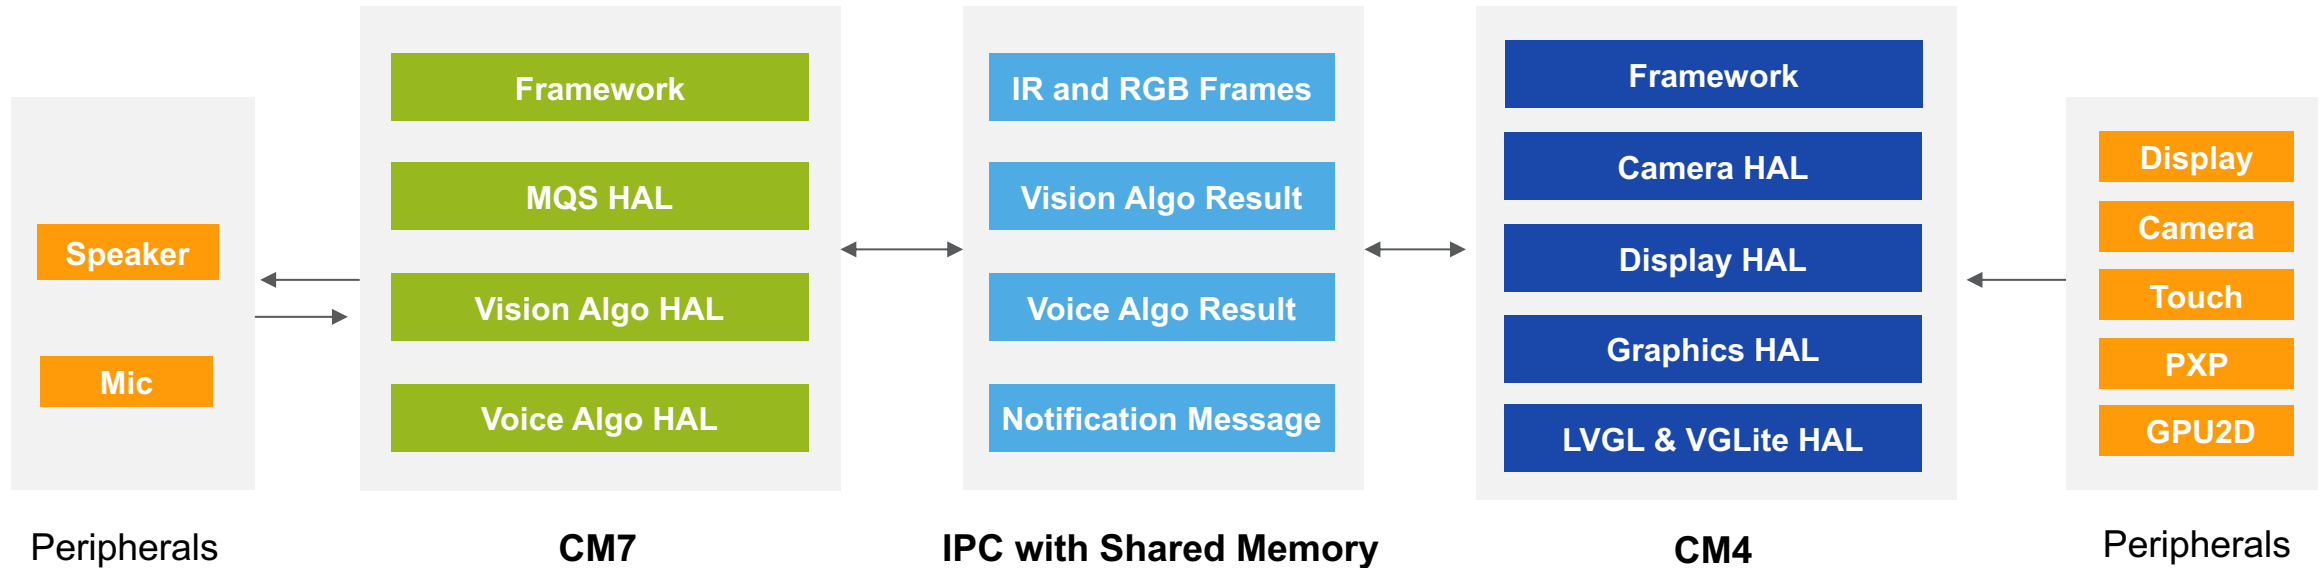 Speaker
Mic
Peripherals
Framework
MQS HAL
Vision Algo HAL
Voice Algo HAL
CM7
IR and RGB Frames
Vision Algo Result
Voice Algo Result
Notification Message
IPC with Shared Memory
Framework
Camera HAL
Display HAL
Graphics HAL
LVGL & VGLite HAL
CM4
Display
Camera
Touch
PXP
GPU2D
Peripherals